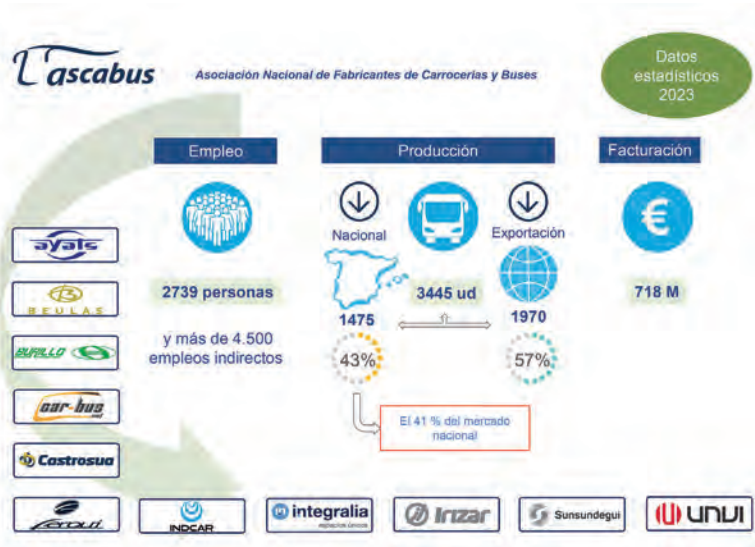 ascabus
Asociación Nacional de Fabricantes de Carrocerías y Buses
Datos
estadísticos
2023
Empleo
Producción
Facturación
Nacional
Exportación
2739 personas
3445 ud
718 M
1475
1970
y más de 4.500
empleos indirectos
43%
57%
El 41 % del mercado
nacional
ayats
B
BEULAS
BURILLO
car-bus
Castrosua
ferqui
INDCAR
integralia
Irizar
Sunsundegui
UNVI